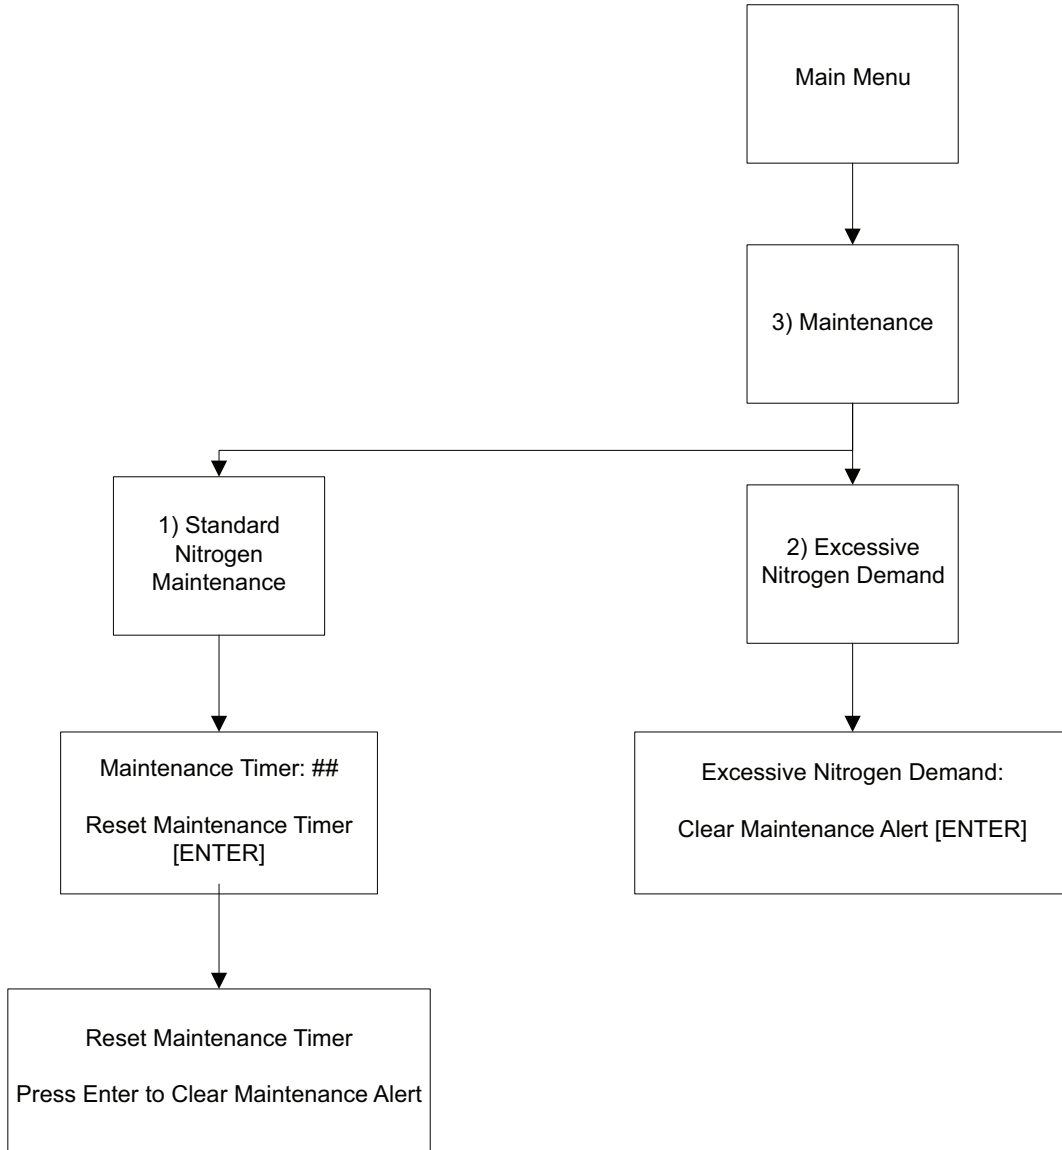 Main Menu
3) Maintenance
1) Standard
Nitrogen
Maintenance
2) Excessive
Nitrogen Demand
Maintenance Timer: ##
Reset Maintenance Timer
[ENTER]
Excessive Nitrogen Demand:
Clear Maintenance Alert [ENTER]
Reset Maintenance Timer
Press Enter to Clear Maintenance Alert